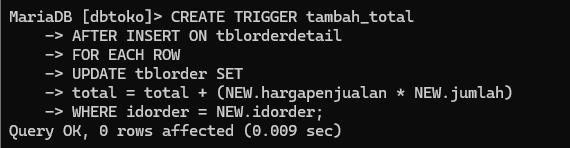 MariaDB [dbtoko]> CREATE TRIGGER tambah_total
    -> AFTER INSERT ON tblorderdetail
    -> FOR EACH ROW
    -> UPDATE tblorder SET
    -> total = total + (NEW.hargapenjualan * NEW.jumlah)
    -> WHERE idorder = NEW.idorder;
Query OK, 0 rows affected (0.009 sec)